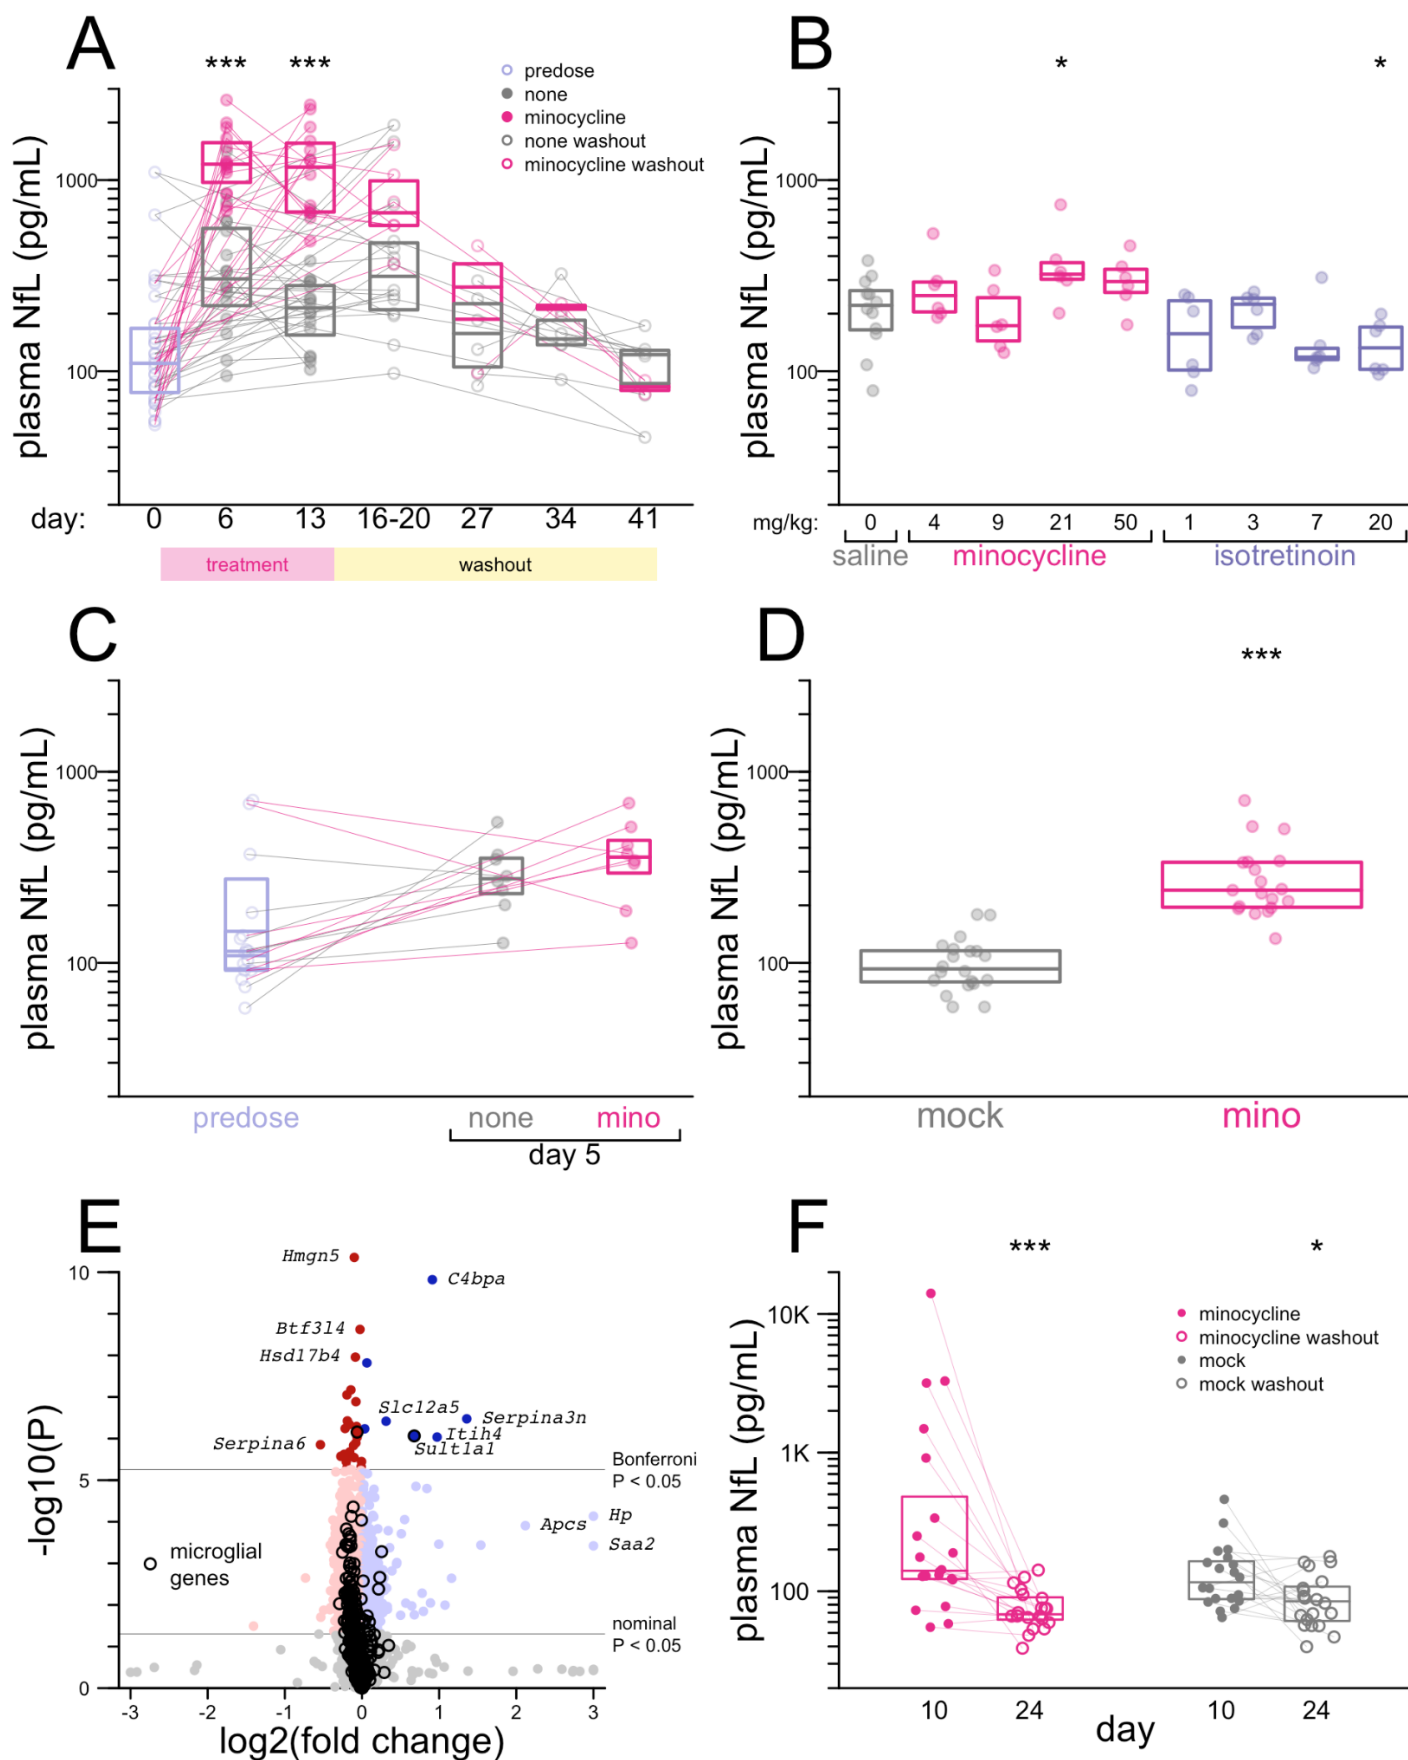 A
*** ***
predose
none
minocycline
none washout
minocycline washout
plasma NfL (pg/mL)
1000
100
day: 0 6 13 16-20 27 34 41
treatment washout
B
* *
plasma NfL (pg/mL)
1000
100
mg/kg: 0 4 9 21 50 1 3 7 20
saline minocycline isotretinoin
C
plasma NfL (pg/mL)
1000
100
predose none mino
day 5
D
***
plasma NfL (pg/mL)
1000
100
mock mino
E
Hmgn5
C4bpa
Btf3l4
Hsd17b4
Slc12a5
Serpina3n
Itih4
Serpina6
Sult1a1
Bonferroni
P < 0.05
Hp
Apcs
Saa2
microglial
genes
nominal
P < 0.05
-log10(P)
10
5
0
-3 -2 -1 0 1 2 3
log2(fold change)
F
*** *
minocycline
minocycline washout
mock
mock washout
plasma NfL (pg/mL)
10K
1K
100
10 24 10 24
day